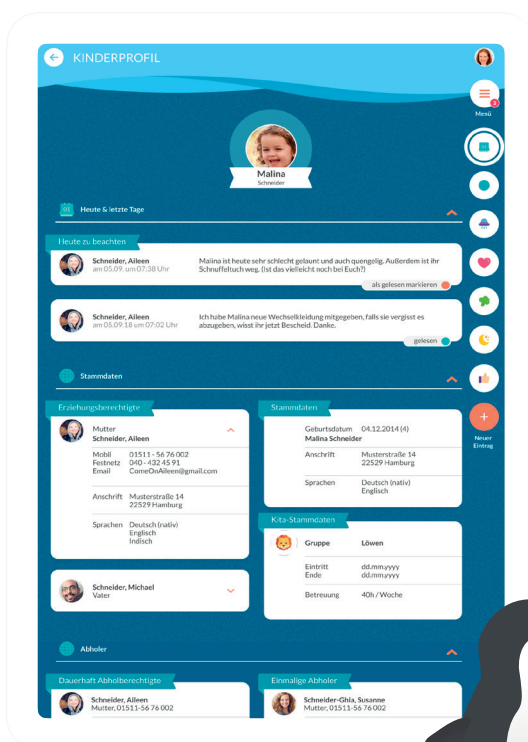 KINDERPROFIL
2
Menü
Malina
Schneider
01
Heute & letzte Tage
Heute zu beachten
Schneider, Aileen
am 05.09. um 07:38 Uhr
Malina ist heute sehr schlecht gelaunt und auch quengelig. Außerdem ist ihr
Schnuffeltuch weg. (Ist das vielleicht noch bei Euch?)
als gelesen markieren
Schneider, Aileen
am 05.09.18 um 07:02 Uhr
Ich habe Malina neue Wechselkleidung mitgegeben, falls sie vergisst es
abzugeben, wisst ihr jetzt Bescheid. Danke.
gelesen
Neuer
Eintrag
Stammdaten
Erziehungsberechtigte
Mutter
Schneider, Aileen
Mobil 01511 - 56 76 002
Festnetz 040 - 432 45 91
Email ComeOnAileen@gmail.com
Anschrift Musterstraße 14
22529 Hamburg
Sprachen Deutsch (nativ)
Englisch
Indisch
Schneider, Michael
Vater
Stammdaten
Geburtsdatum 04.12.2014 (4)
Malina Schneider
Anschrift Musterstraße 14
22529 Hamburg
Sprachen Deutsch (nativ)
Englisch
Kita-Stammdaten
Gruppe Löwen
Eintritt dd.mm.yyyy
Ende dd.mm.yyyy
Betreuung 40h / Woche
Abholer
Dauerhaft Abholberechtigte
Schneider, Aileen
Mutter, 01511-56 76 002
Einmalige Abholer
Schneider-Ghla, Susanne
Mutter, 01511-56 76 002